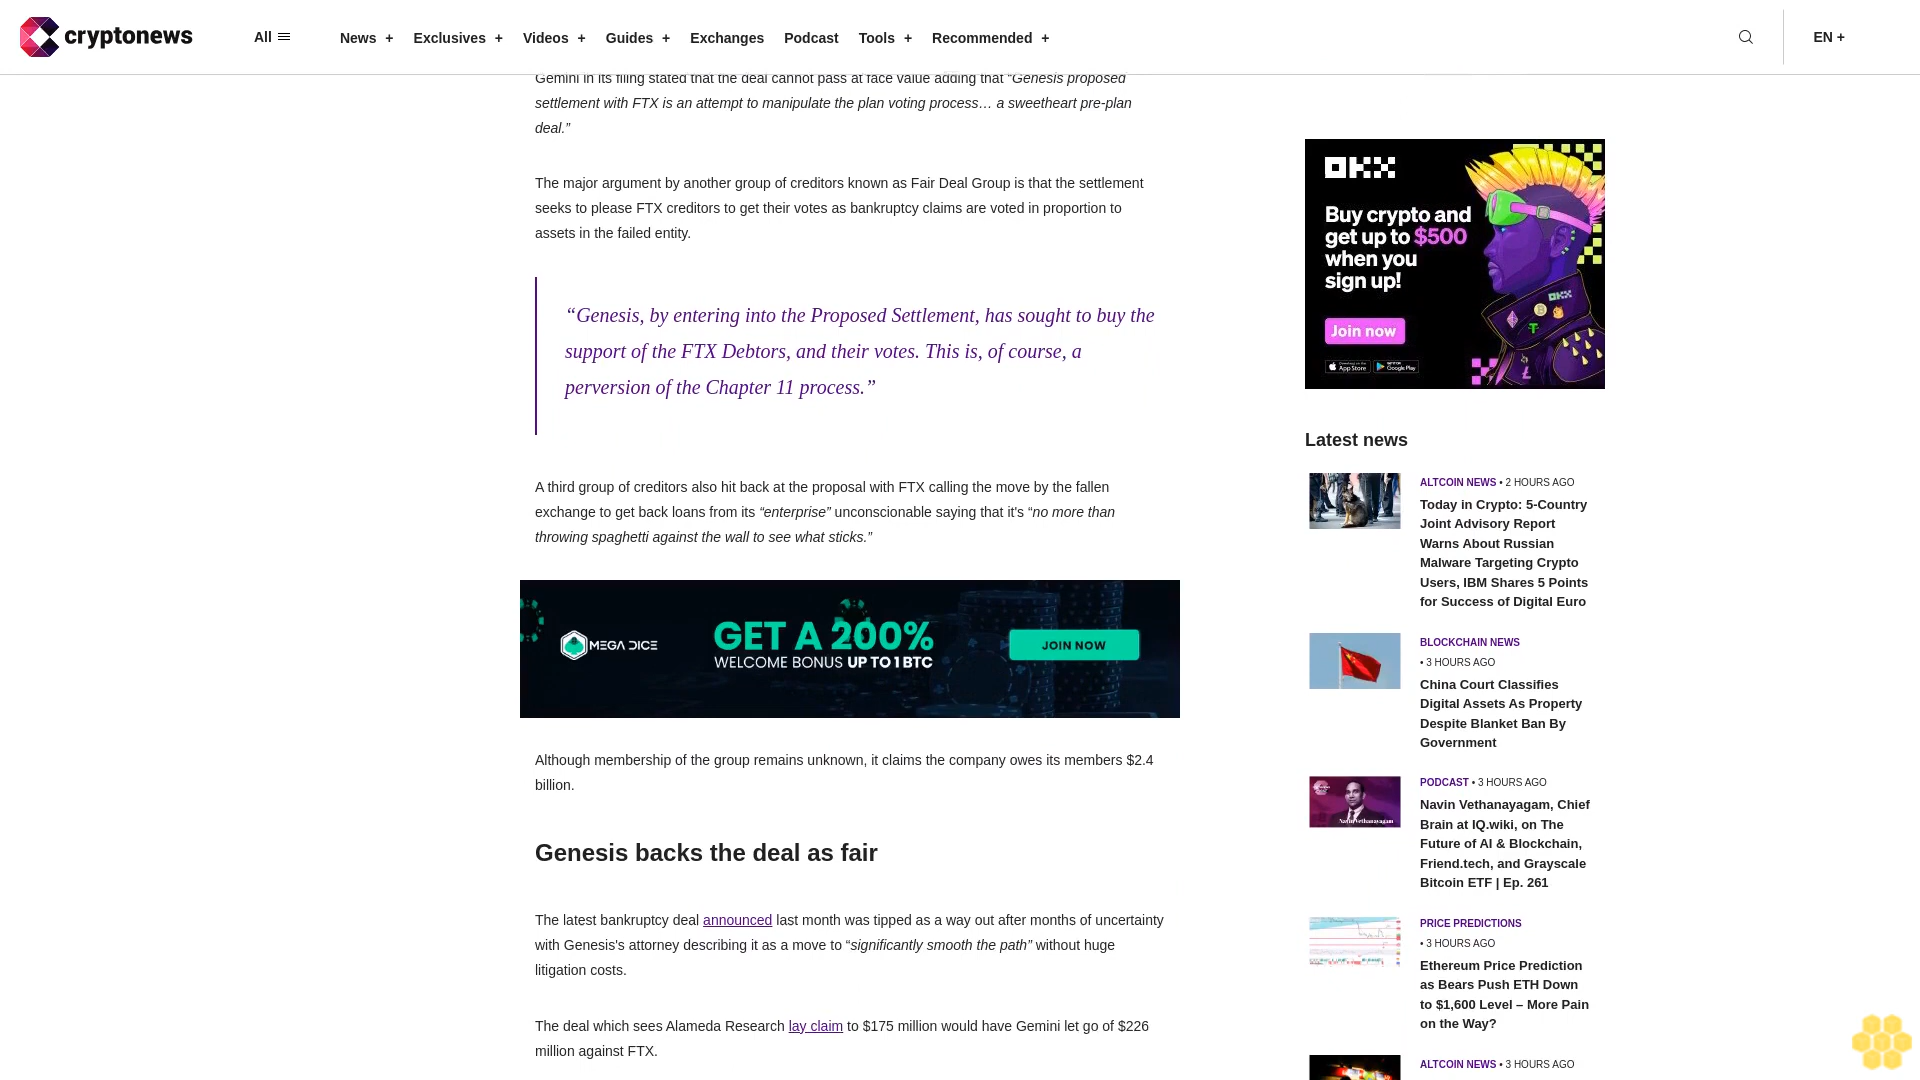 cryptonews
All
News +
Exclusives +
Videos +
Guides +
Exchanges
Podcast
Tools +
Recommended +
EN +
Gemini in its filing stated that the deal cannot pass at face value adding that “Genesis proposed
settlement with FTX is an attempt to manipulate the plan voting process… a sweetheart pre-plan
deal.”
The major argument by another group of creditors known as Fair Deal Group is that the settlement
seeks to please FTX creditors to get their votes as bankruptcy claims are voted in proportion to
assets in the failed entity.
“Genesis, by entering into the Proposed Settlement, has sought to buy the
support of the FTX Debtors, and their votes. This is, of course, a
perversion of the Chapter 11 process.”
A third group of creditors also hit back at the proposal with FTX calling the move by the fallen
exchange to get back loans from its “enterprise” unconscionable saying that it's “no more than
throwing spaghetti against the wall to see what sticks.”
MEGA DICE
GET A 200%
WELCOME BONUS UP TO 1 BTC
JOIN NOW
Although membership of the group remains unknown, it claims the company owes its members $2.4
billion.
Genesis backs the deal as fair
The latest bankruptcy deal announced last month was tipped as a way out after months of uncertainty
with Genesis's attorney describing it as a move to “significantly smooth the path” without huge
litigation costs.
The deal which sees Alameda Research lay claim to $175 million would have Gemini let go of $226
million against FTX.
OKX
Buy crypto and
get up to $500
when you
sign up!
Join now
App Store
Google Play
Latest news
ALTCOIN NEWS • 2 HOURS AGO
Today in Crypto: 5-Country
Joint Advisory Report
Warns About Russian
Malware Targeting Crypto
Users, IBM Shares 5 Points
for Success of Digital Euro
BLOCKCHAIN NEWS
• 3 HOURS AGO
China Court Classifies
Digital Assets As Property
Despite Blanket Ban By
Government
PODCAST • 3 HOURS AGO
Navin Vethanayagam, Chief
Brain at IQ.wiki, on The
Future of AI & Blockchain,
Friend.tech, and Grayscale
Bitcoin ETF | Ep. 261
Navin Vethanayagam
PRICE PREDICTIONS
• 3 HOURS AGO
Ethereum Price Prediction
as Bears Push ETH Down
to $1,600 Level – More Pain
on the Way?
ALTCOIN NEWS • 3 HOURS AGO